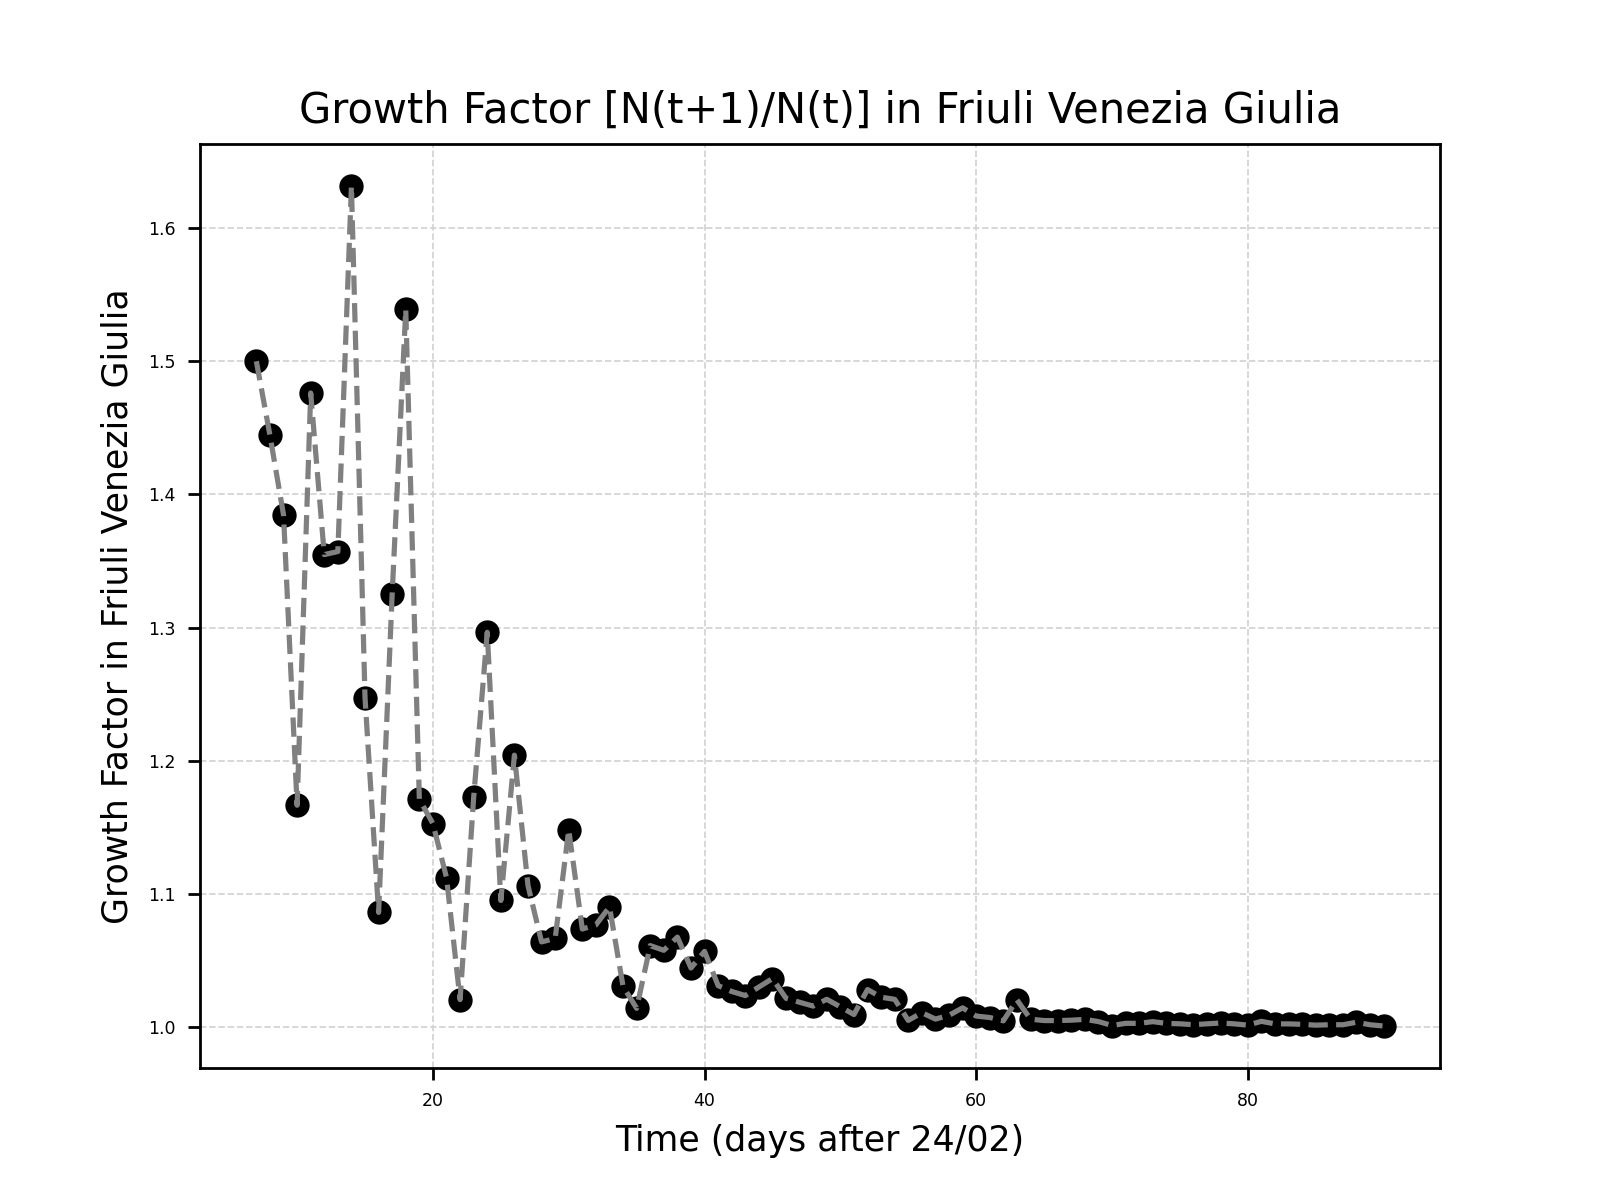 Growth Factor [N(t+1)/N(t)] in Friuli Venezia Giulia
Growth Factor in Friuli Venezia Giulia
1.6
1.5
1.4
1.3
1.2
1.1
1.0
20 40 60 80
Time (days after 24/02)